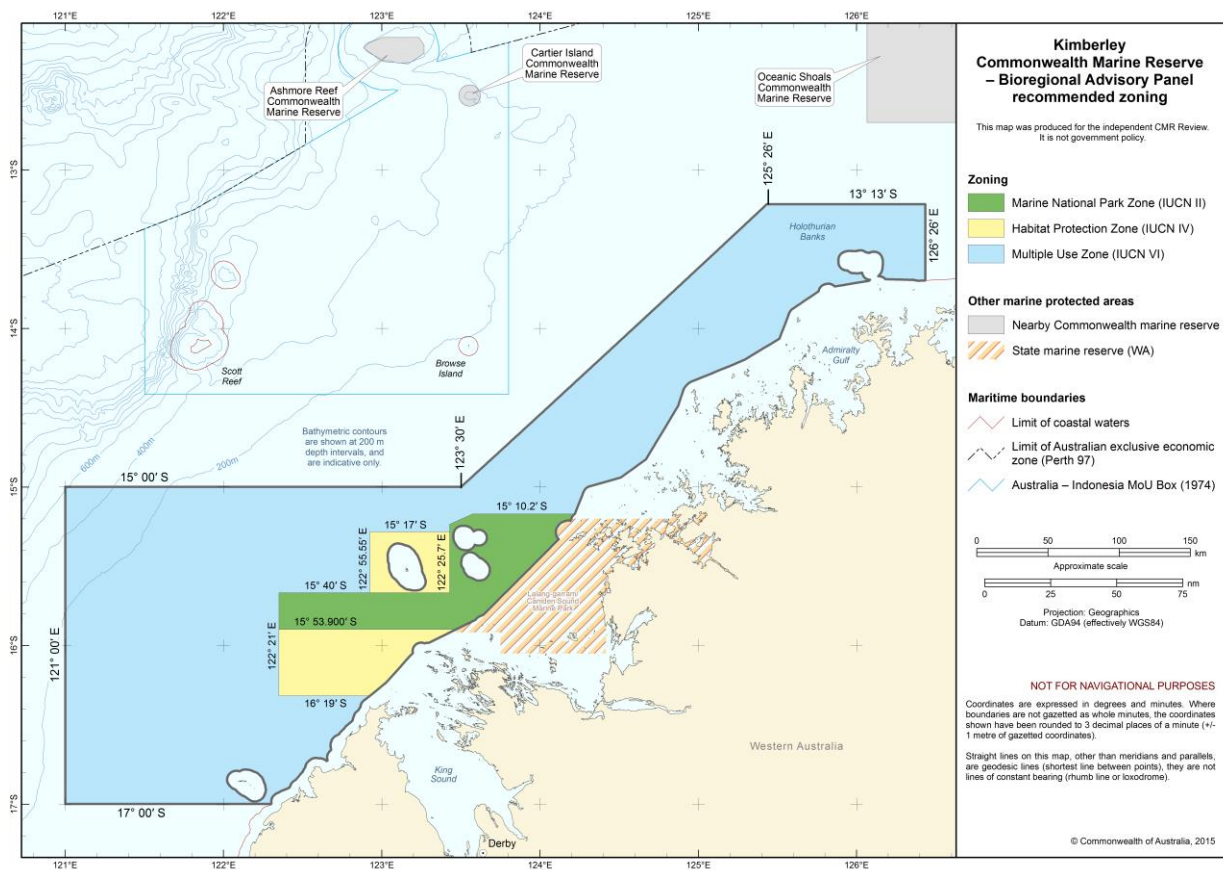 121°E
122°E
123°E
124°E
125°E
126°E
Ashmore Reef
Commonwealth
Marine Reserve
Cartier Island
Commonwealth
Marine Reserve
Oceanic Shoals
Commonwealth
Marine Reserve
13°S
14°S
15°S
16°S
17°S
125° 26′ E
13° 13′ S
126° 26′ E
Holothurian
Banks
Admiralty
Gulf
Scott
Reef
Browse
Island
Bathymetric contours
are shown at 200 m
depth intervals, and
are indicative only.
600m
400m
200m
15° 00′ S
123° 30′ E
15° 10.2′ S
15° 17′ S
122° 55.55′ E
122° 25.7′ E
15° 40′ S
15° 53.900′ S
122° 21′ E
121° 00′ E
16° 19′ S
17° 00′ S
Lalang-garram/
Camden Sound
Marine Park
King
Sound
Derby
Western Australia
121°E
122°E
123°E
124°E
125°E
126°E
Kimberley
Commonwealth Marine Reserve
– Bioregional Advisory Panel
recommended zoning
This map was produced for the independent CMR Review.
It is not government policy.
Zoning
Marine National Park Zone (IUCN II)
Habitat Protection Zone (IUCN IV)
Multiple Use Zone (IUCN VI)
Other marine protected areas
Nearby Commonwealth marine reserve
State marine reserve (WA)
Maritime boundaries
Limit of coastal waters
Limit of Australian exclusive economic
zone (Perth 97)
Australia – Indonesia MoU Box (1974)
0 50 100 150
km
Approximate scale
nm
0 25 50 75
Projection: Geographics
Datum: GDA94 (effectively WGS84)
NOT FOR NAVIGATIONAL PURPOSES
Coordinates are expressed in degrees and minutes. Where
boundaries are not gazetted as whole minutes, the coordinates
shown have been rounded to 3 decimal places of a minute (+/-
1 metre of gazetted coordinates).
Straight lines on this map, other than meridians and parallels,
are geodesic lines (shortest line between points), they are not
lines of constant bearing (rhumb line or loxodrome).
© Commonwealth of Australia, 2015